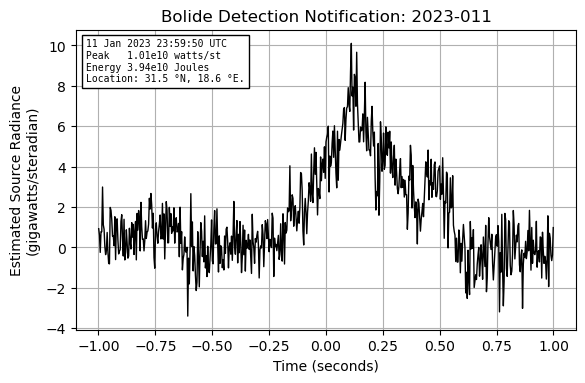 Bolide Detection Notification: 2023-011
11 Jan 2023 23:59:50 UTC
Peak   1.01e10 watts/st
Energy 3.94e10 Joules
Location: 31.5 °N, 18.6 °E.
Estimated Source Radiance
(gigawatts/steradian)
10
8
6
4
2
0
−2
−4
−1.00 −0.75 −0.50 −0.25 0.00 0.25 0.50 0.75 1.00
Time (seconds)